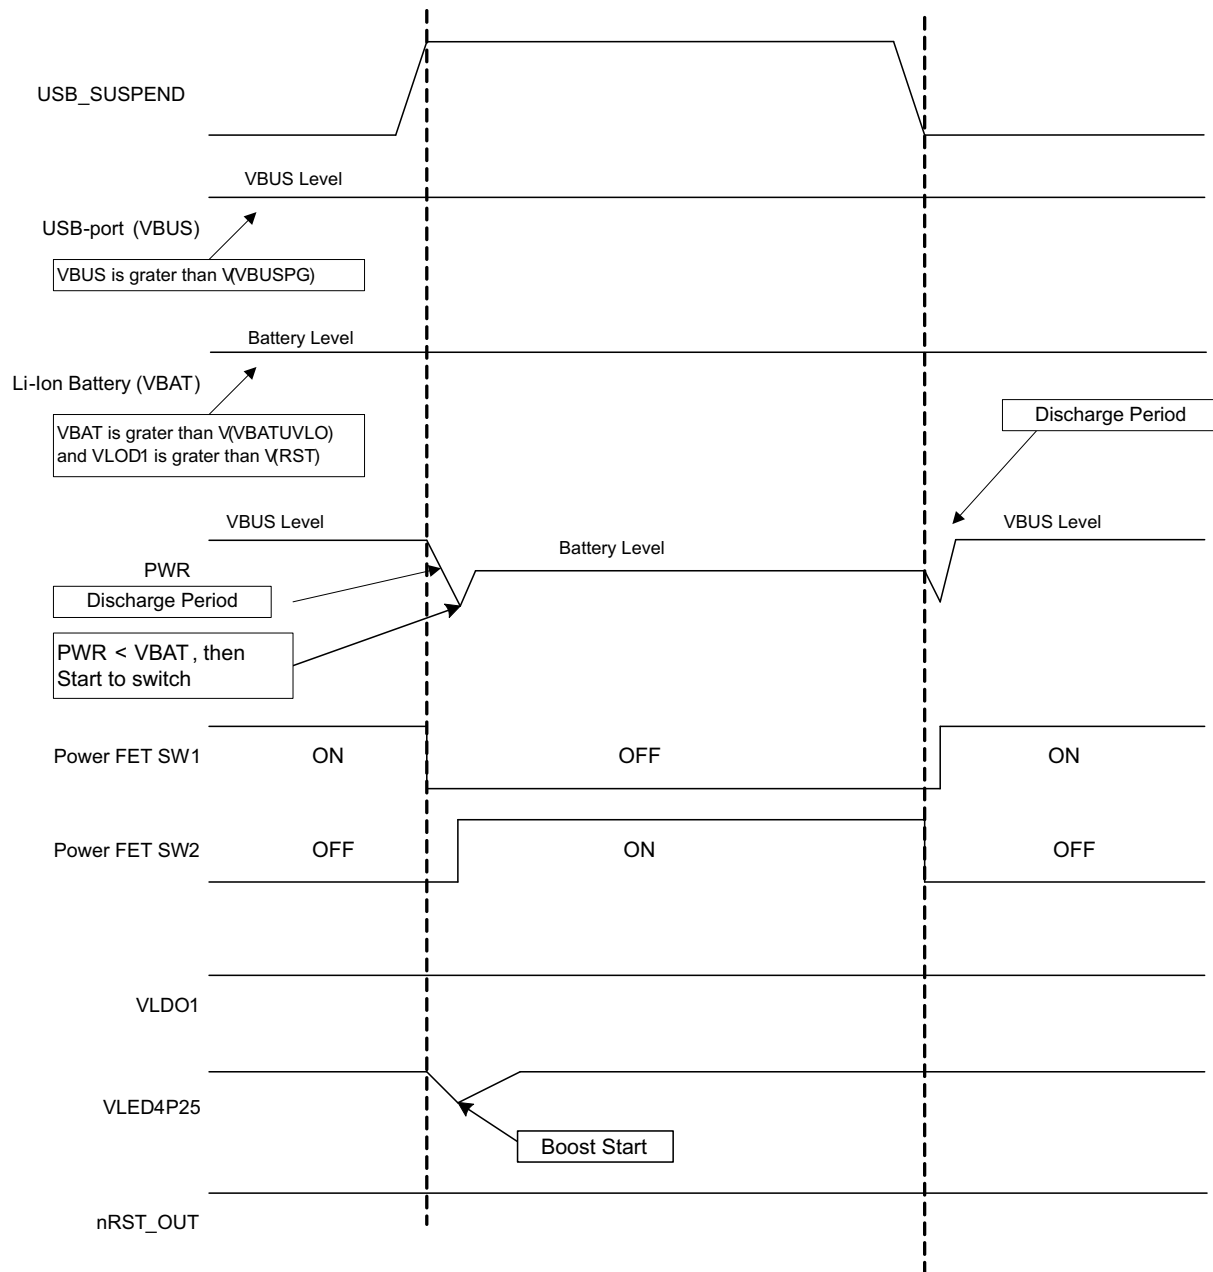 USB_SUSPEND
VBUS Level
USB-port (VBUS)
VBUS is grater than V(VBUSPG)
Battery Level
Li-Ion Battery (VBAT)
VBAT is grater than V(VBATUVLO)
and VLOD1 is grater than V(RST)
Discharge Period
VBUS Level
VBUS Level
Battery Level
PWR
Discharge Period
PWR < VBAT, then
Start to switch
Power FET SW1
ON
OFF
ON
Power FET SW2
OFF
ON
OFF
VLDO1
VLED4P25
Boost Start
nRST_OUT